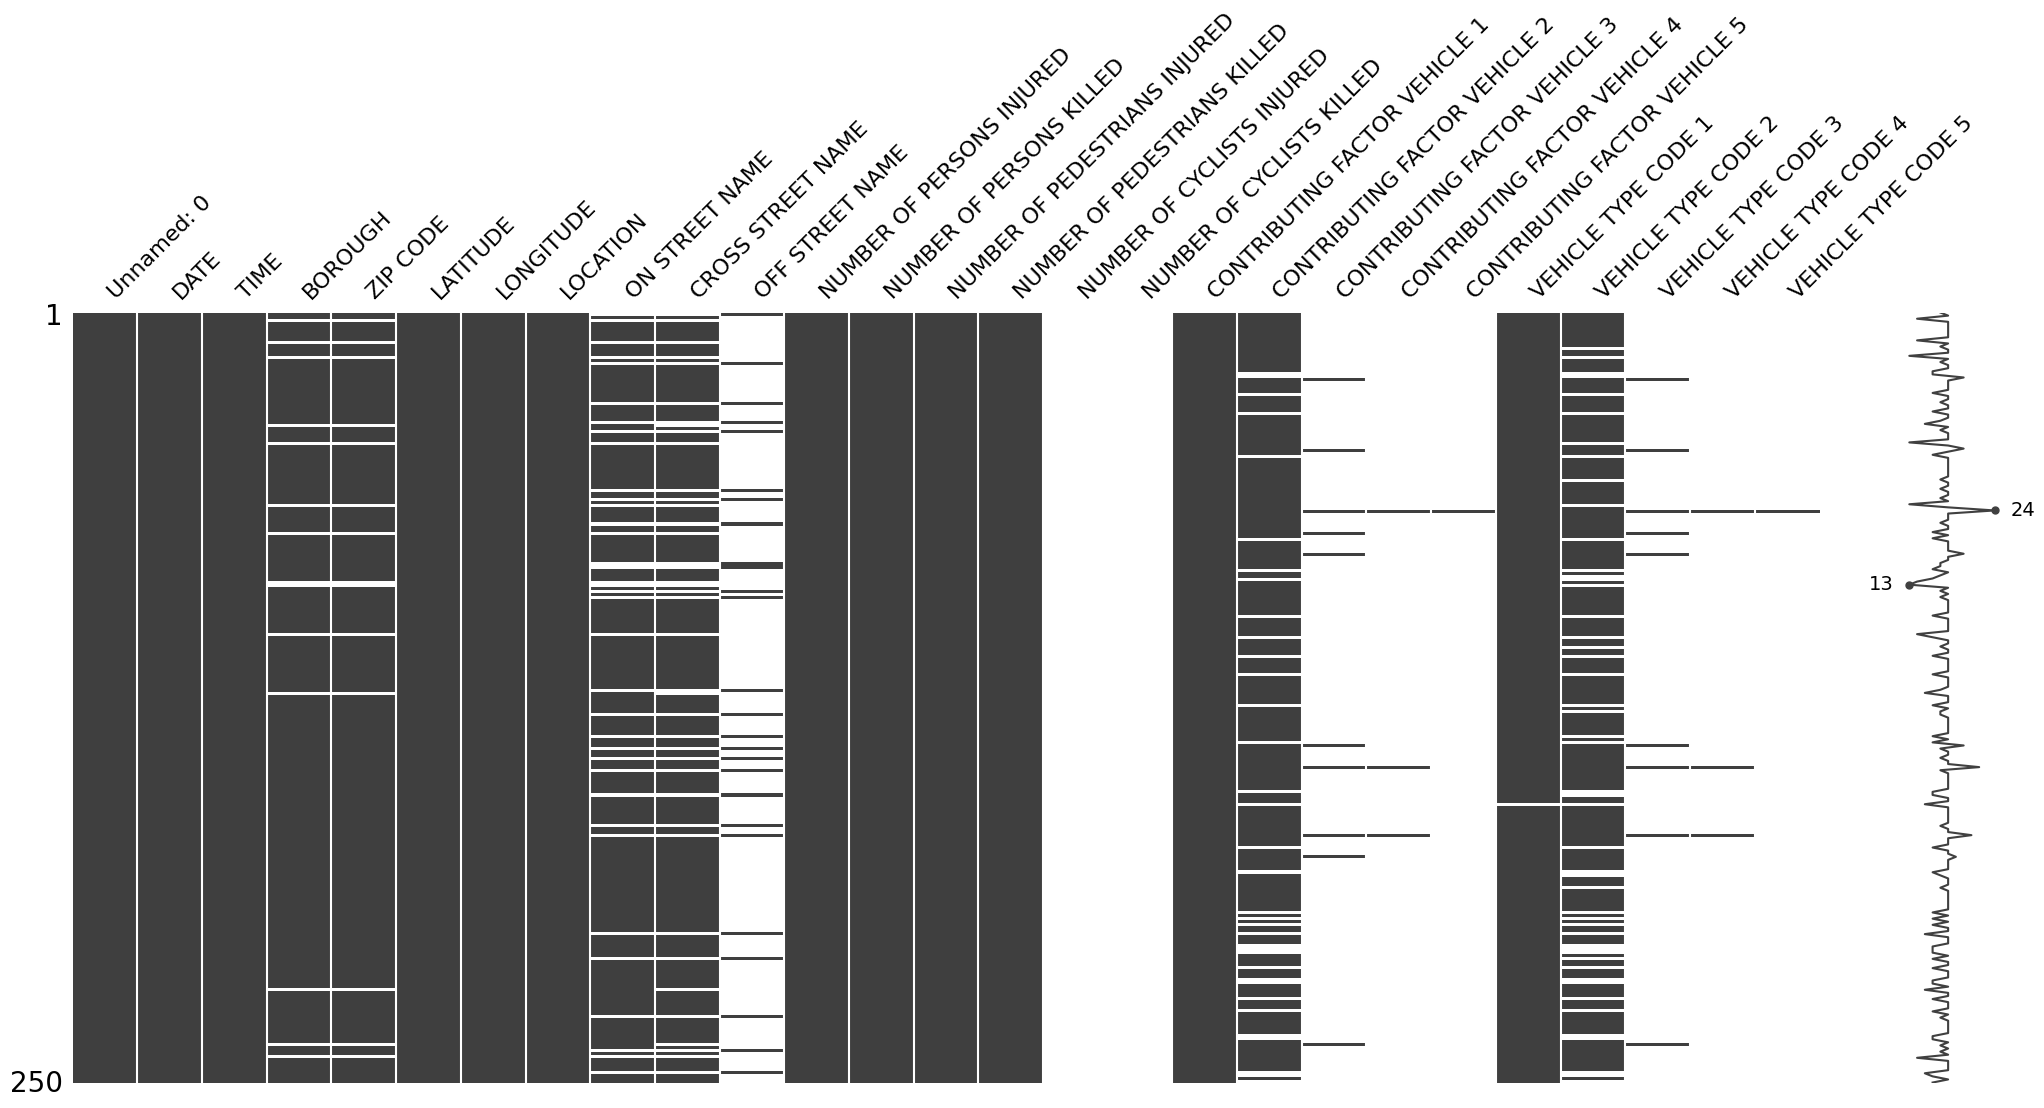 Unnamed: 0
DATE
TIME
BOROUGH
ZIP CODE
LATITUDE
LONGITUDE
LOCATION
ON STREET NAME
CROSS STREET NAME
OFF STREET NAME
NUMBER OF PERSONS INJURED
NUMBER OF PERSONS KILLED
NUMBER OF PEDESTRIANS INJURED
NUMBER OF PEDESTRIANS KILLED
NUMBER OF CYCLISTS INJURED
NUMBER OF CYCLISTS KILLED
CONTRIBUTING FACTOR VEHICLE 1
CONTRIBUTING FACTOR VEHICLE 2
CONTRIBUTING FACTOR VEHICLE 3
CONTRIBUTING FACTOR VEHICLE 4
CONTRIBUTING FACTOR VEHICLE 5
VEHICLE TYPE CODE 1
VEHICLE TYPE CODE 2
VEHICLE TYPE CODE 3
VEHICLE TYPE CODE 4
VEHICLE TYPE CODE 5
1
24
13
250